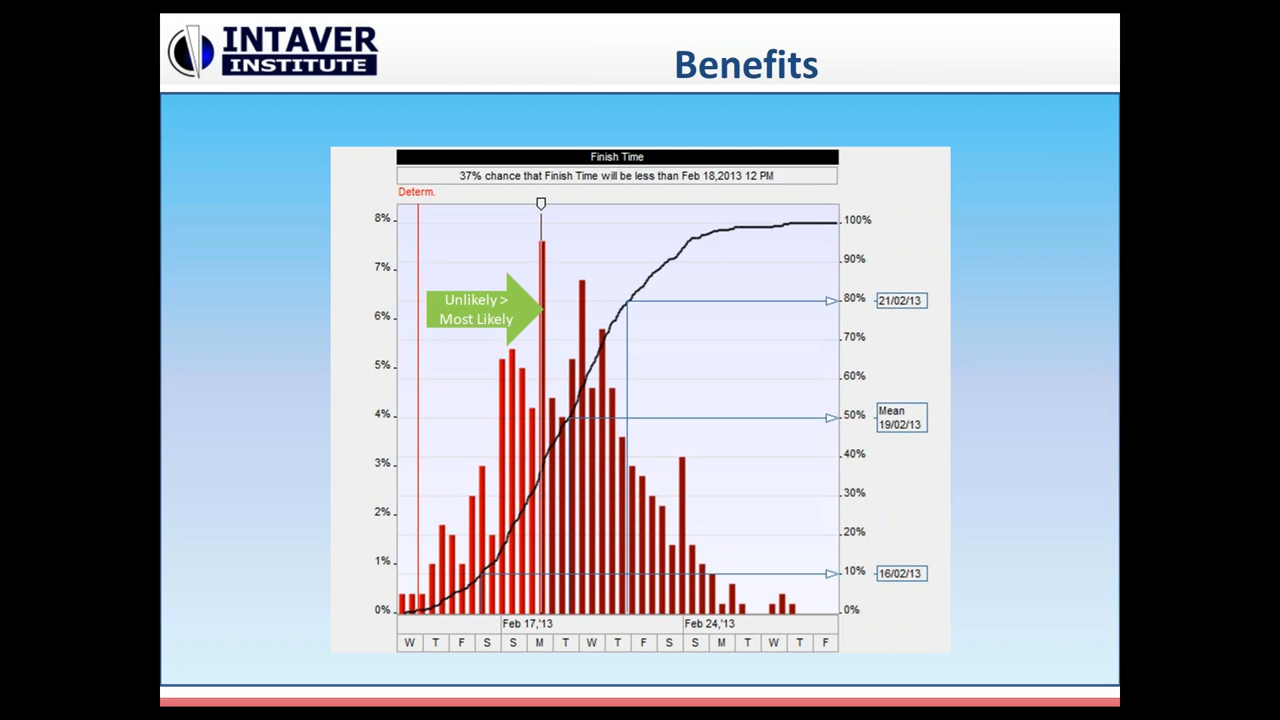 INTAVER
INSTITUTE
Benefits
Finish Time
37% chance that Finish Time will be less than Feb 18,2013 12 PM
Determ.
8%
7%
6%
5%
4%
3%
2%
1%
0%
Unlikely >
Most Likely
100%
90%
80%
70%
60%
50%
40%
30%
20%
10%
0%
21/02/13
Mean
19/02/13
16/02/13
Feb 17,'13 Feb 24,'13
W T F S S M T W T F S S M T W T F